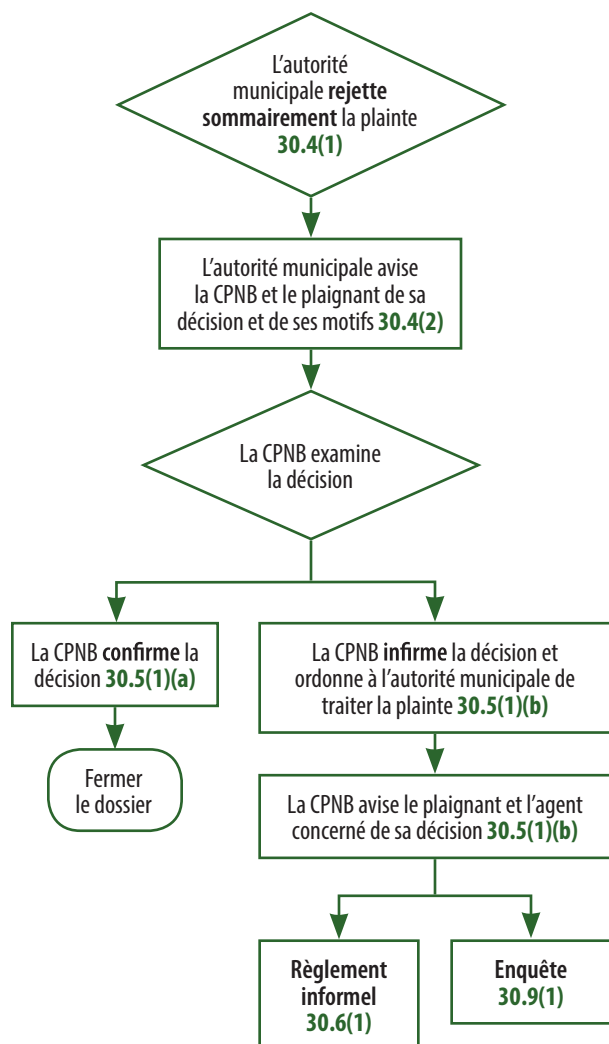 L'autorité
municipale rejette
sommairement la plainte
30.4(1)
L'autorité municipale avise
la CPNB et le plaignant de sa
décision et de ses motifs 30.4(2)
La CPNB examine
la décision
La CPNB confirme la
décision 30.5(1)(a)
Fermer
le dossier
La CPNB infirme la décision et
ordonne à l'autorité municipale de
traiter la plainte 30.5(1)(b)
La CPNB avise le plaignant et l'agent
concerné de sa décision 30.5(1)(b)
Règlement
informel
30.6(1)
Enquête
30.9(1)